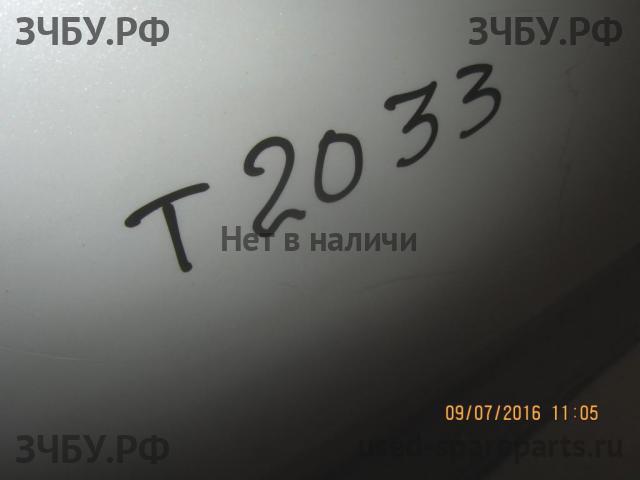 ЗЧБУ.РФ
ЗЧБУ.РФ
T2033
Нет в наличи
09/07/2016 11:05
ЗЧБУ.РФ
used-spareparts.ru